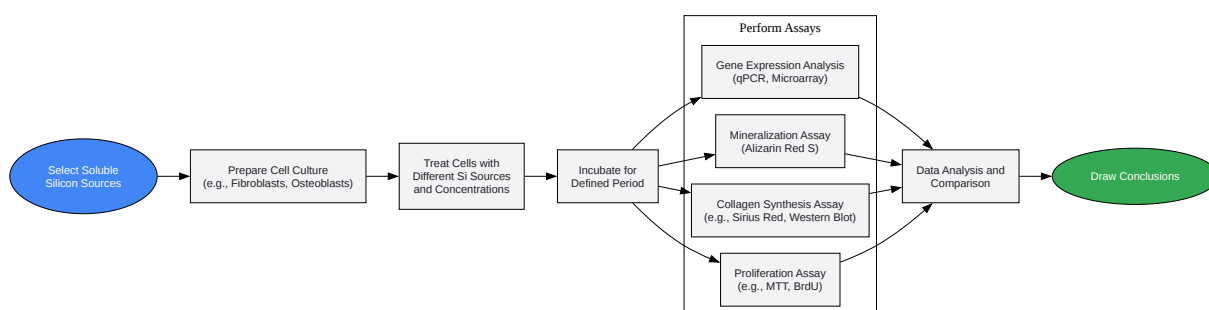 Select Soluble
Silicon Sources
Prepare Cell Culture
(e.g., Fibroblasts, Osteoblasts)
Treat Cells with
Different Si Sources
and Concentrations
Incubate for
Defined Period
Perform Assays
Gene Expression Analysis
(qPCR, Microarray)
Mineralization Assay
(Alizarin Red S)
Collagen Synthesis Assay
(e.g., Sirius Red, Western Blot)
Proliferation Assay
(e.g., MTT, BrdU)
Data Analysis and
Comparison
Draw Conclusions